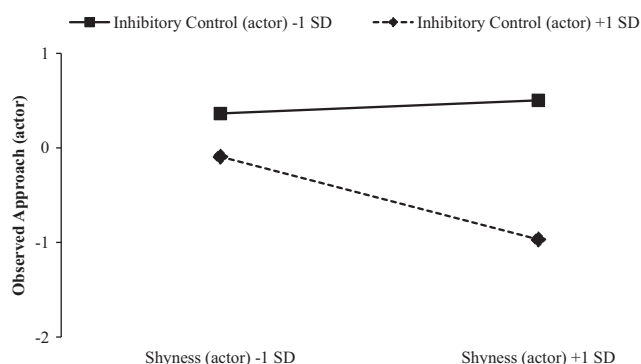 Inhibitory Control (actor) -1 SD Inhibitory Control (actor) +1 SD
Observed Approach (actor)
1
0
-1
-2
Shyness (actor) -1 SD Shyness (actor) +1 SD